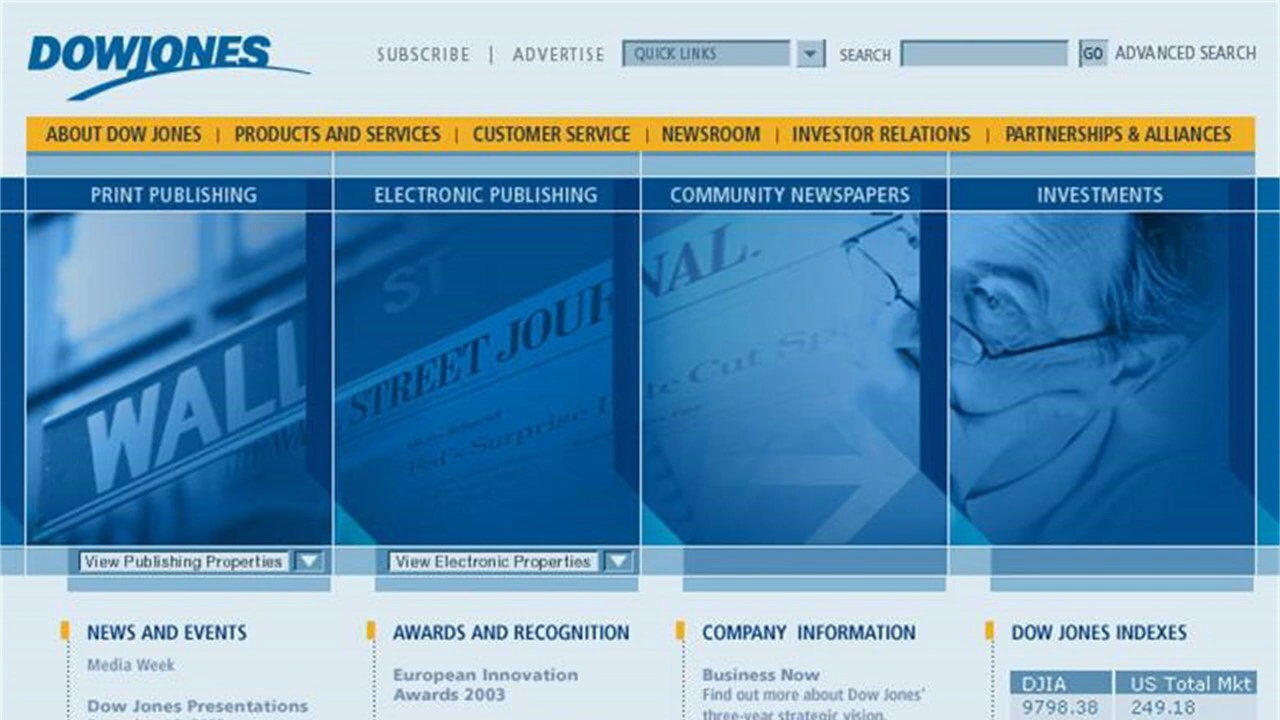 DOWJONES
SUBSCRIBE | ADVERTISE
QUICK LINKS
SEARCH
GO
ADVANCED SEARCH
ABOUT DOW JONES | PRODUCTS AND SERVICES | CUSTOMER SERVICE | NEWSROOM | INVESTOR RELATIONS | PARTNERSHIPS & ALLIANCES
PRINT PUBLISHING
ELECTRONIC PUBLISHING
COMMUNITY NEWSPAPERS
INVESTMENTS
WALL
ST
STREET JOURNAL.
Surprise
Cut
View Publishing Properties
View Electronic Properties
NEWS AND EVENTS
Media Week
Dow Jones Presentations
AWARDS AND RECOGNITION
European Innovation
Awards 2003
COMPANY INFORMATION
Business Now
Find out more about Dow Jones'
three-year strategic vision.
DOW JONES INDEXES
DJIA
US Total Mkt
9798.38
249.18